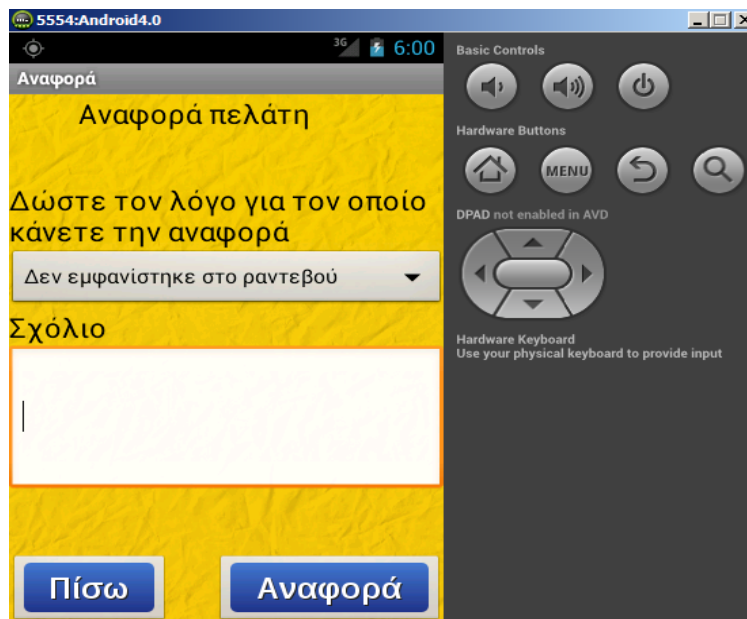 5554:Android4.0
3G 6:00
Αναφορά
Αναφορά πελάτη
Δώστε τον λόγο για τον οποίο
κάνετε την αναφορά
Δεν εμφανίστηκε στο ραντεβού
Σχόλιο
Πίσω
Αναφορά
Basic Controls
Hardware Buttons
MENU
DPAD not enabled in AVD
Hardware Keyboard
Use your physical keyboard to provide input